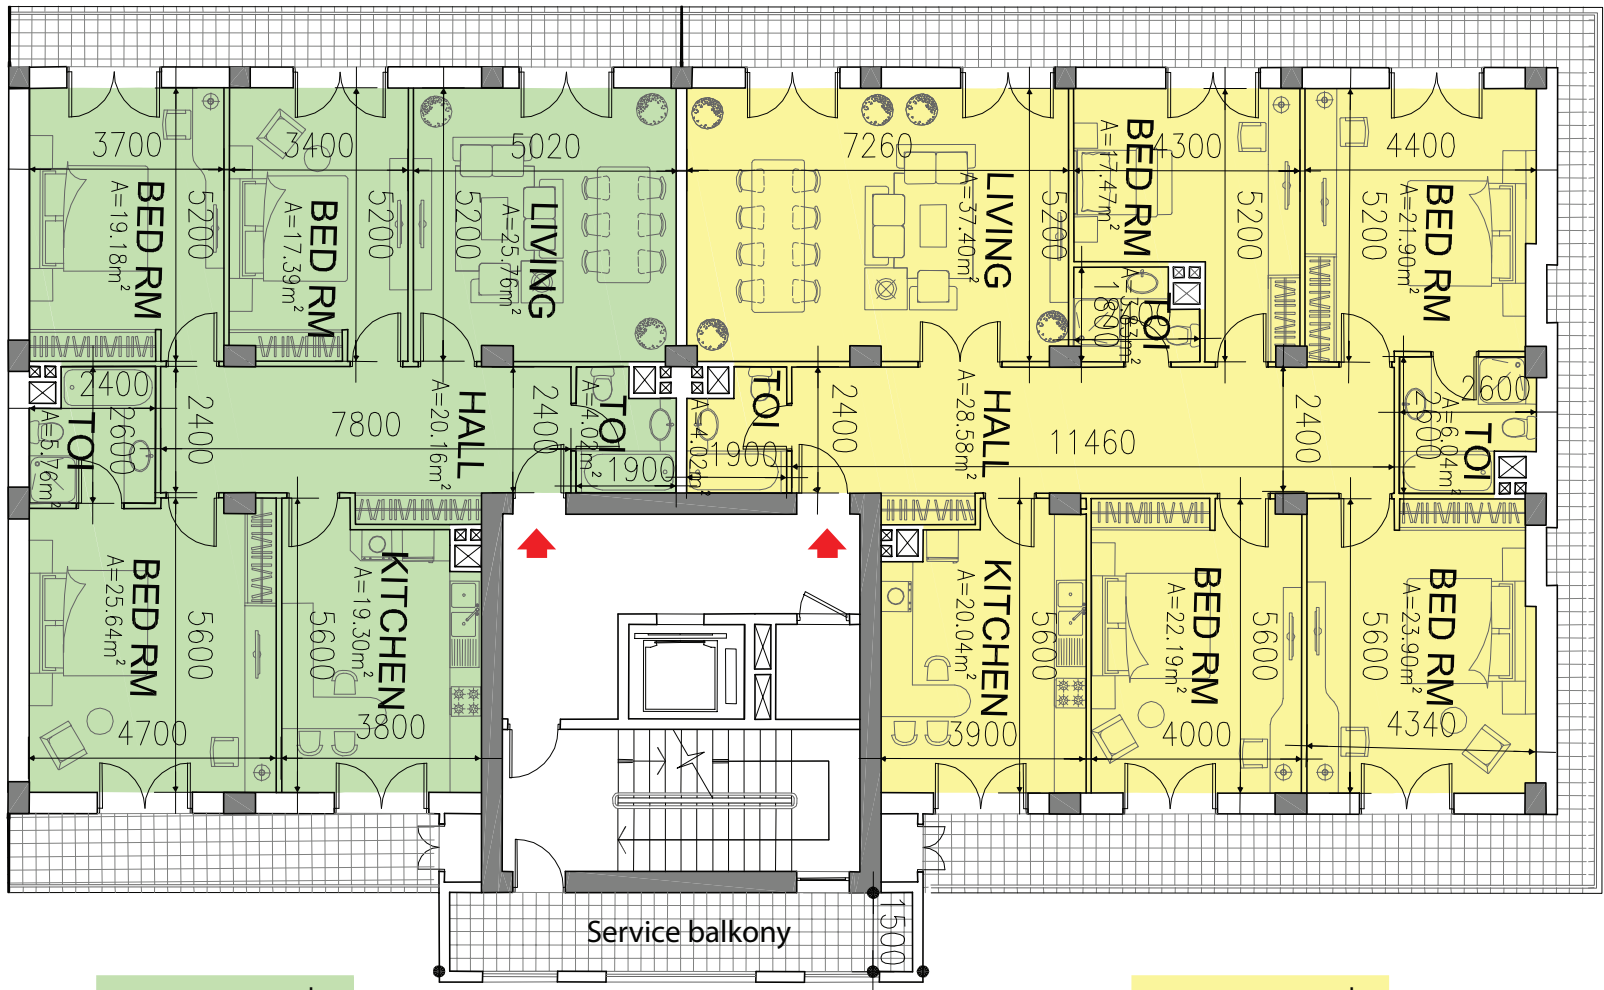 3700
3400
5020
7260
4300
4400
BED RM
A=19.18m²
5200
BED RM
A=17.39m²
5200
5200
LIVING
A=25.76m²
LIVING
A=37.40m²
5200
BED RM
A=17.47m²
5200
5200
BED RM
A=21.90m²
TOI
1800
2400
TOI
A=5.76m²
2600
2400
7800
HALL
A=20.16m²
2400
TOI
A=4.02m²
1900
TOI
A=4.02m²
1900
2400
HALL
A=28.58m²
11460
2400
2600
TOI
A=6.04m²
2600
BED RM
A=25.64m²
5600
4700
5600
KITCHEN
A=19.30m²
3800
KITCHEN
A=20.04m²
5600
3900
BED RM
A=22.19m²
5600
4000
5600
BED RM
A=23.90m²
4340
Service balkony
1500